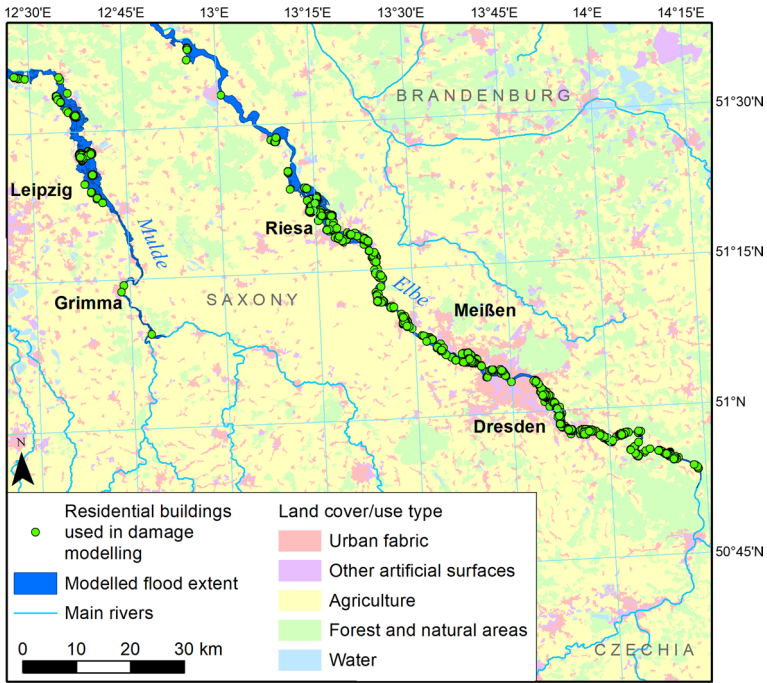 12°30'E 12°45'E 13°E 13°15'E 13°30'E 13°45'E 14°E 14°15'E
BRANDENBURG
51°30'N
Leipzig
Mulde
Riesa
51°15'N
Elbe
Grimma
SAXONY
Meißen
51°N
Dresden
N
50°45'N
CZECHIA
Residential buildings
used in damage
modelling
Modelled flood extent
Main rivers
0 10 20 30 km
Land cover/use type
Urban fabric
Other artificial surfaces
Agriculture
Forest and natural areas
Water